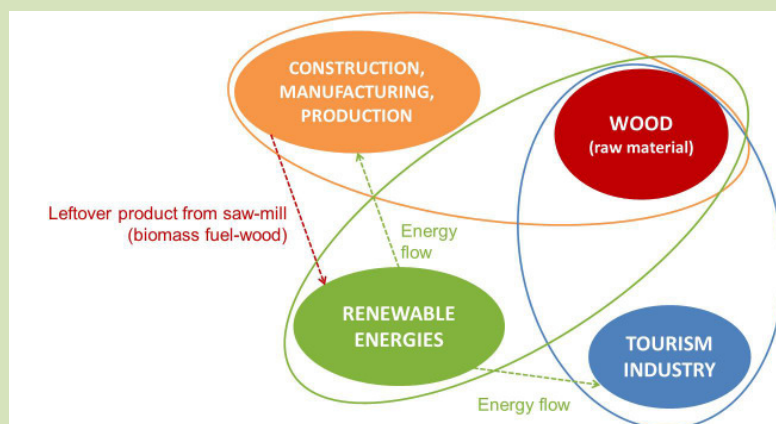 CONSTRUCTION,
MANUFACTURING,
PRODUCTION
WOOD
(raw material)
Leftover product from saw-mill
(biomass fuel-wood)
Energy
flow
RENEWABLE
ENERGIES
TOURISM
INDUSTRY
Energy flow